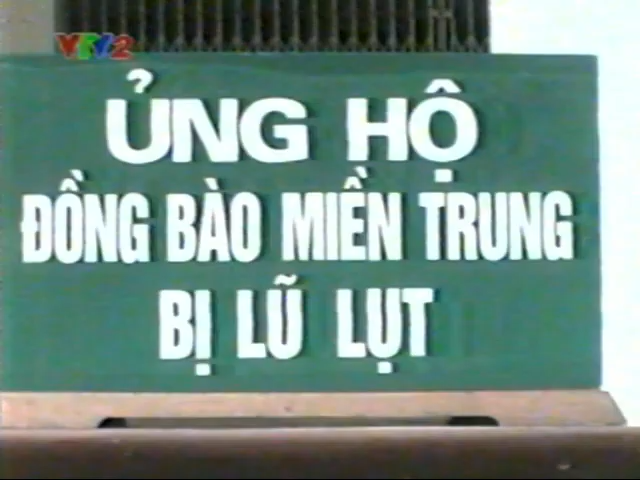 VTV2
ỦNG HỘ
ĐỒNG BÀO MIỀN TRUNG
BỊ LŨ LỤT